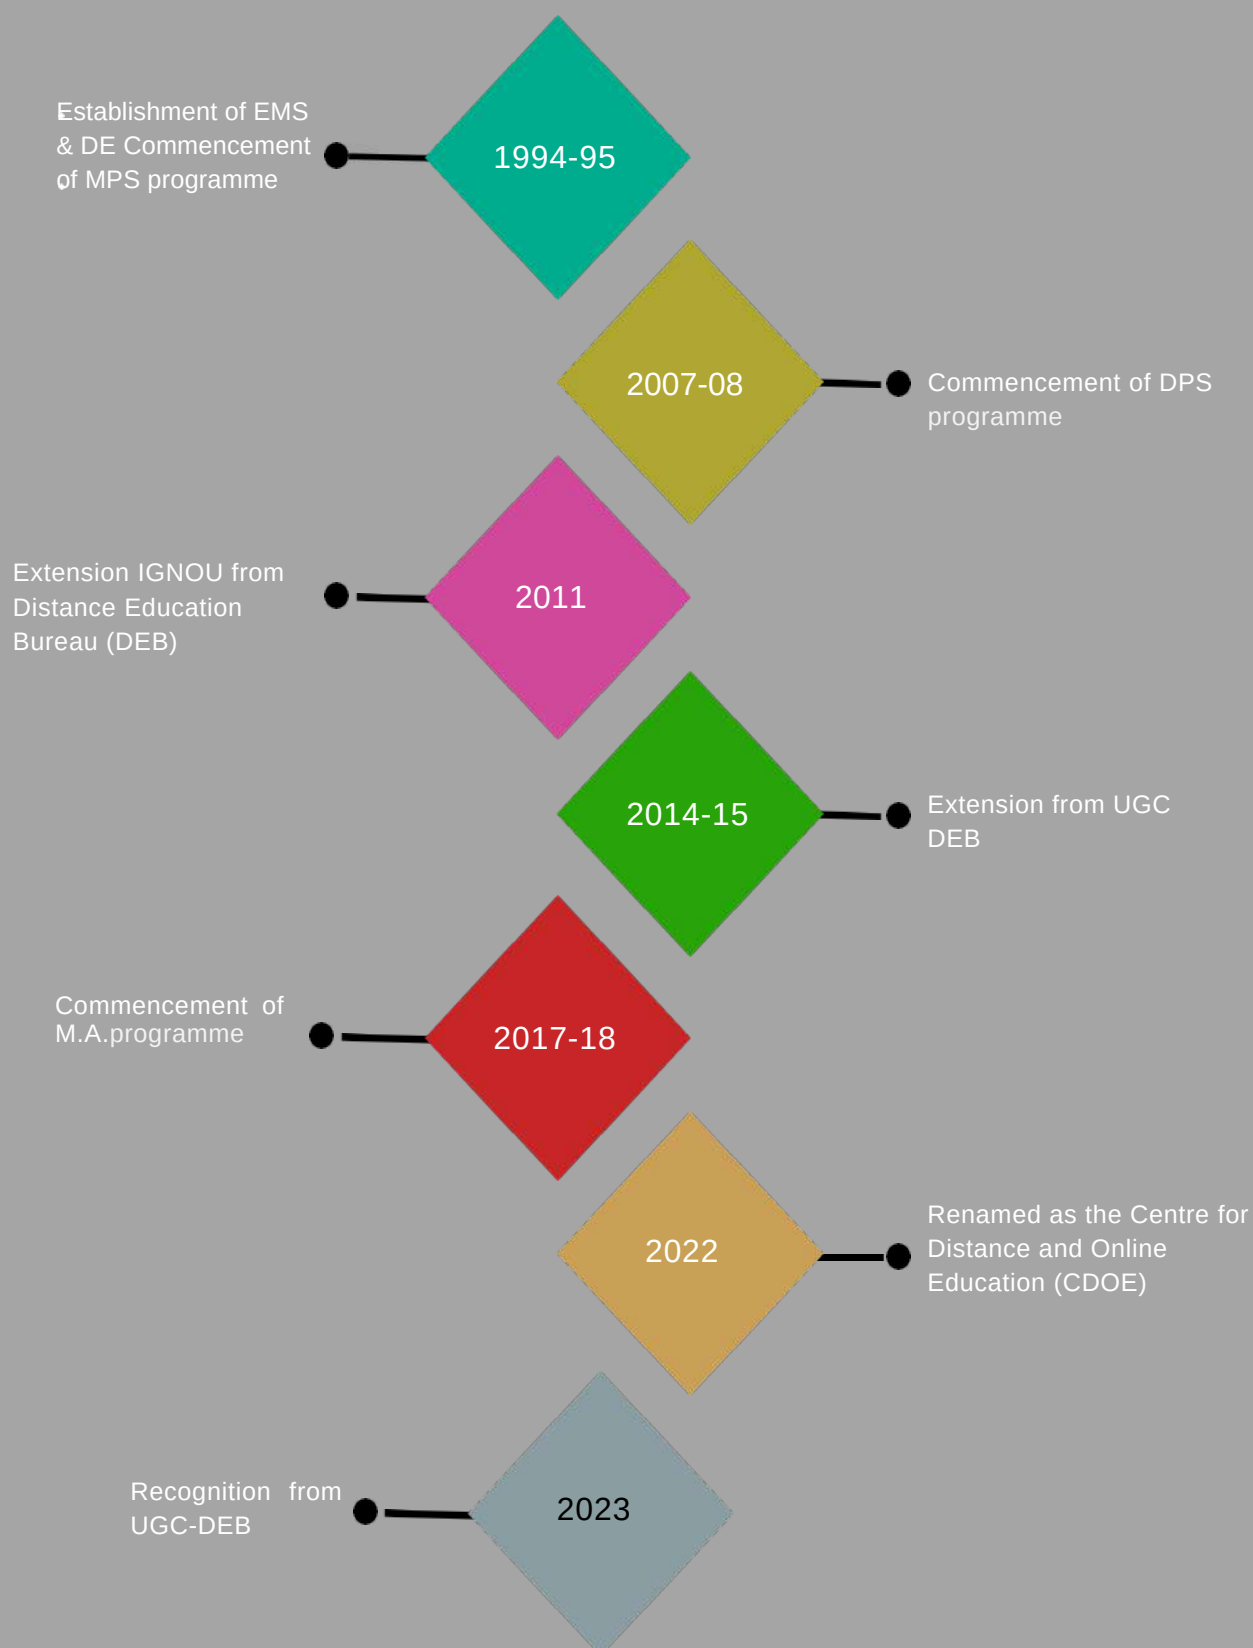 Establishment of EMS
& DE Commencement
of MPS programme
1994-95
2007-08
Commencement of DPS
programme
Extension IGNOU from
Distance Education
Bureau (DEB)
2011
2014-15
Extension from UGC
DEB
Commencement of
M.A.programme
2017-18
2022
Renamed as the Centre for
Distance and Online
Education (CDOE)
Recognition from
UGC-DEB
2023